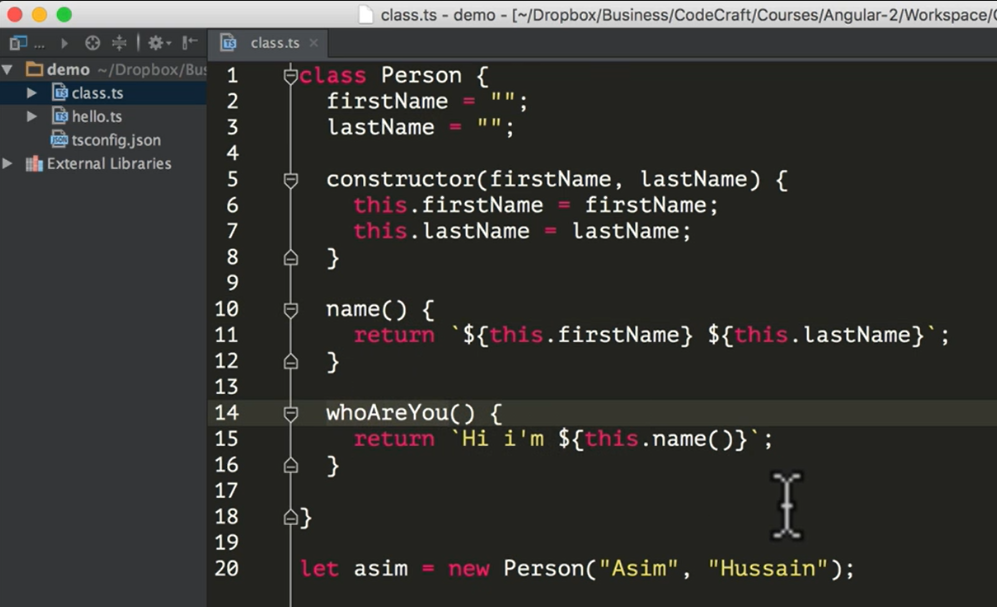 class.ts - demo - [~/Dropbox/Business/CodeCraft/Courses/Angular-2/Workspace/
...
class.ts ×
demo ~/Dropbox/Bus
class.ts
hello.ts
tsconfig.json
External Libraries
1 class Person {
2 firstName = "";
3 lastName = "";
4
5 constructor(firstName, lastName) {
6 this.firstName = firstName;
7 this.lastName = lastName;
8 }
9
10 name() {
11 return `${this.firstName} ${this.lastName}`;
12 }
13
14 whoAreYou() {
15 return `Hi i'm ${this.name()}`;
16 }
17
18 }
19
20 let asim = new Person("Asim", "Hussain");